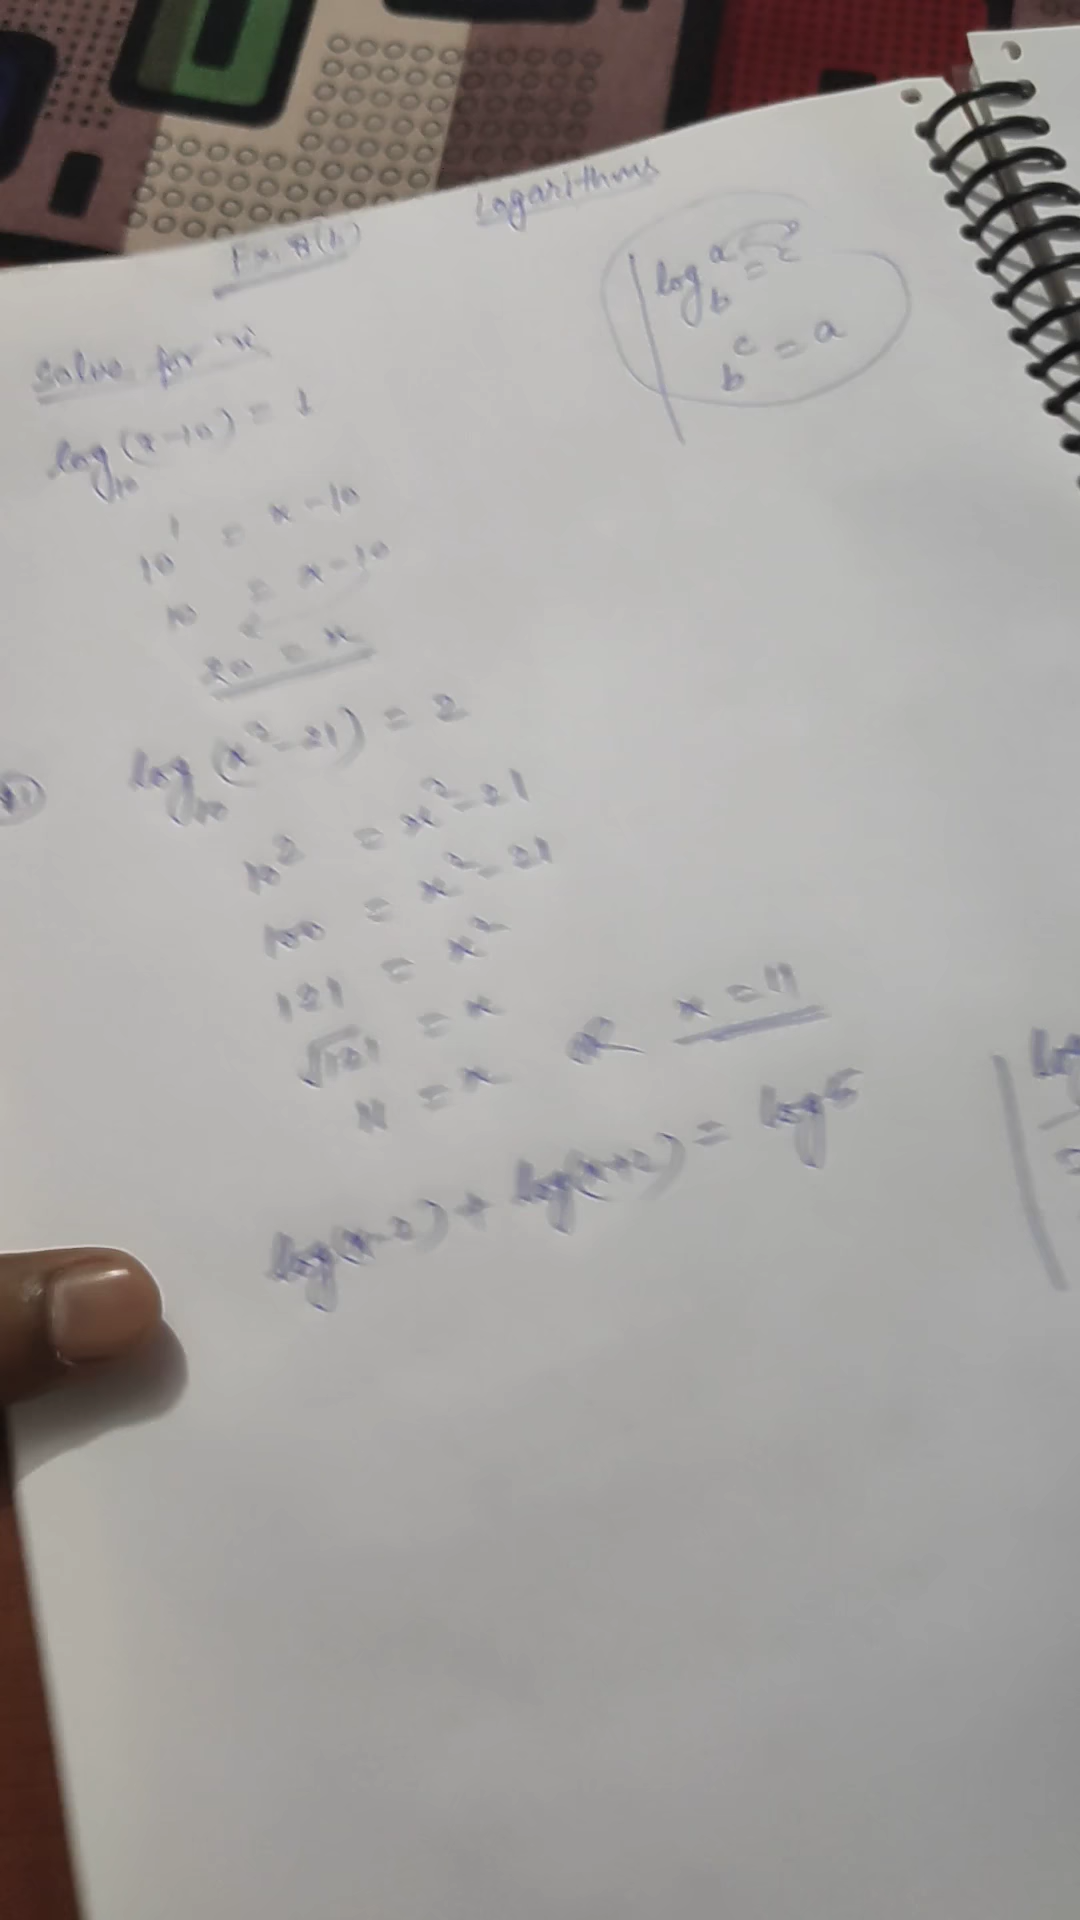 Logarithms
Ex. 8(b)
log_b a = c
b^c = a
Solve for 'x'
log_10 (x-10) = 1
10^1 = x-10
10 = x-10
20 = x
log_10 (x^2-21) = 2
10^2 = x^2-21
100 = x^2-21
121 = x^2
√121 = x
11 = x
x = 11
log(x-2) + log(x+2) = log 5
log